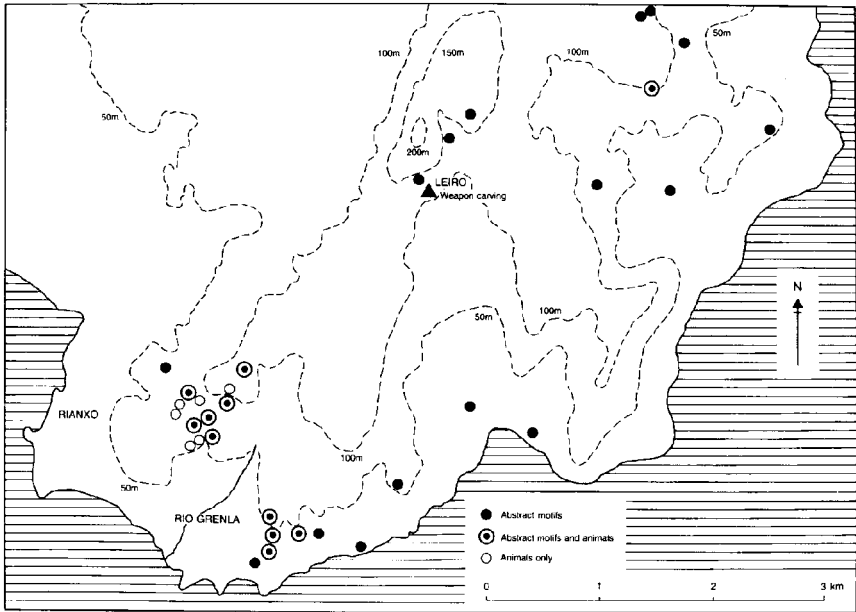 100m
150m
100m
50m
50m
200m
LEIRO
Weapon carving
N
50m
100m
RIANXO
100m
50m
RIO GRENLA
Abstract motifs
Abstract motifs and animals
Animals only
0 1 2 3 km